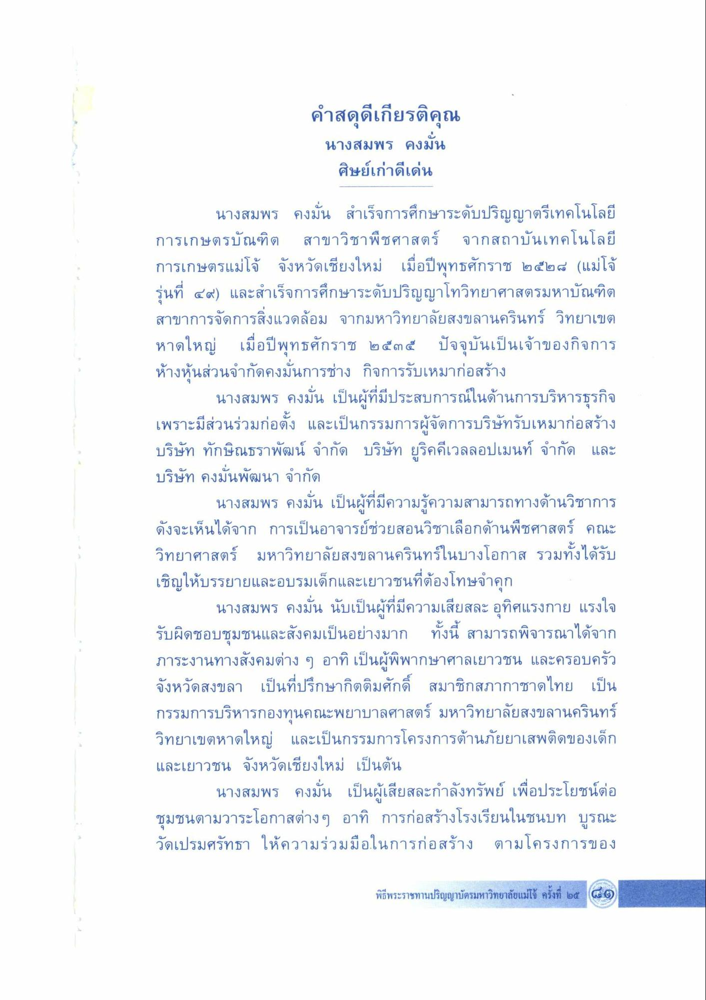 คำสดุดีเกียรติคุณ
นางสมพร คงมั่น
ศิษย์เก่าดีเด่น
นางสมพร คงมั่น สำเร็จการศึกษาระดับปริญญาตรีเทคโนโลยี
การเกษตรบัณฑิต สาขาวิชาพืชศาสตร์ จากสถาบันเทคโนโลยี
การเกษตรแม่โจ้ จังหวัดเชียงใหม่ เมื่อปีพุทธศักราช ๒๕๒๘ (แม่โจ้
รุ่นที่ ๔๙) และสำเร็จการศึกษาระดับปริญญาโทวิทยาศาสตรมหาบัณฑิต
สาขาการจัดการสิ่งแวดล้อม จากมหาวิทยาลัยสงขลานครินทร์ วิทยาเขต
หาดใหญ่ เมื่อปีพุทธศักราช ๒๕๓๕ ปัจจุบันเป็นเจ้าของกิจการ
ห้างหุ้นส่วนจำกัดคงมั่นการช่าง กิจการรับเหมาก่อสร้าง
นางสมพร คงมั่น เป็นผู้ที่มีประสบการณ์ในด้านการบริหารธุรกิจ
เพราะมีส่วนร่วมก่อตั้ง และเป็นกรรมการผู้จัดการบริษัทรับเหมาก่อสร้าง
บริษัท ทักษิณธราพัฒน์ จำกัด บริษัท ยูริคคีเวลลอปเมนท์ จำกัด และ
บริษัท คงมั่นพัฒนา จำกัด
นางสมพร คงมั่น เป็นผู้ที่มีความรู้ความสามารถทางด้านวิชาการ
ดังจะเห็นได้จาก การเป็นอาจารย์ช่วยสอนวิชาเลือกด้านพืชศาสตร์ คณะ
วิทยาศาสตร์ มหาวิทยาลัยสงขลานครินทร์ในบางโอกาส รวมทั้งได้รับ
เชิญให้บรรยายและอบรมเด็กและเยาวชนที่ต้องโทษจำคุก
นางสมพร คงมั่น นับเป็นผู้ที่มีความเสียสละ อุทิศแรงกาย แรงใจ
รับผิดชอบชุมชนและสังคมเป็นอย่างมาก ทั้งนี้ สามารถพิจารณาได้จาก
ภาระงานทางสังคมต่าง ๆ อาทิ เป็นผู้พิพากษาศาลเยาวชน และครอบครัว
จังหวัดสงขลา เป็นที่ปรึกษากิตติมศักดิ์ สมาชิกสภากาชาดไทย เป็น
กรรมการบริหารกองทุนคณะพยาบาลศาสตร์ มหาวิทยาลัยสงขลานครินทร์
วิทยาเขตหาดใหญ่ และเป็นกรรมการโครงการต้านภัยยาเสพติดของเด็ก
และเยาวชน จังหวัดเชียงใหม่ เป็นต้น
นางสมพร คงมั่น เป็นผู้เสียสละกำลังทรัพย์ เพื่อประโยชน์ต่อ
ชุมชนตามวาระโอกาสต่างๆ อาทิ การก่อสร้างโรงเรียนในชนบท บูรณะ
วัดเปรมศรัทธา ให้ความร่วมมือในการก่อสร้าง ตามโครงการของ
พิธีพระราชทานปริญญาบัตรมหาวิทยาลัยแม่โจ้ ครั้งที่ ๒๕ ๘๑